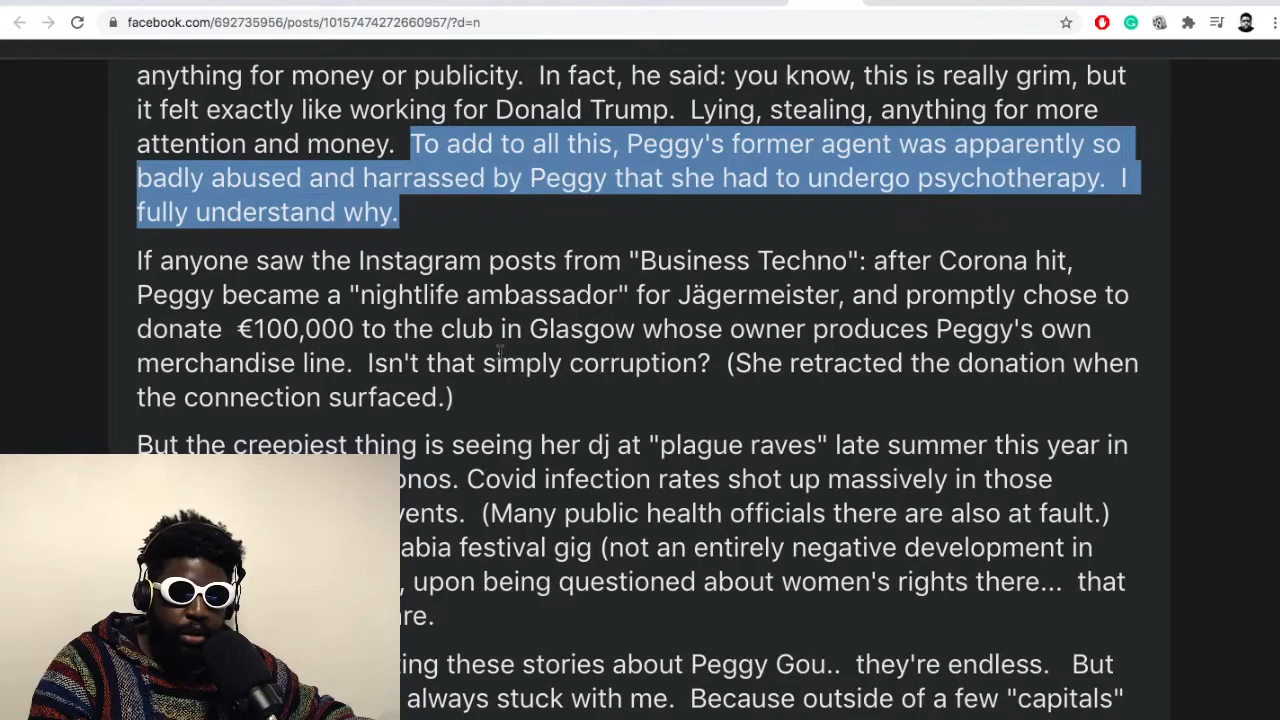 facebook.com/692735956/posts/10157474272660957/?d=n
anything for money or publicity.  In fact, he said: you know, this is really grim, but
it felt exactly like working for Donald Trump.  Lying, stealing, anything for more
attention and money.  To add to all this, Peggy's former agent was apparently so
badly abused and harrassed by Peggy that she had to undergo psychotherapy.  I
fully understand why.
If anyone saw the Instagram posts from "Business Techno": after Corona hit,
Peggy became a "nightlife ambassador" for Jägermeister, and promptly chose to
donate  €100,000 to the club in Glasgow whose owner produces Peggy's own
merchandise line.  Isn't that simply corruption?  (She retracted the donation when
the connection surfaced.)
But the creepiest thing is seeing her dj at "plague raves" late summer this year in
onos. Covid infection rates shot up massively in those
vents.  (Many public health officials there are also at fault.)
abia festival gig (not an entirely negative development in
, upon being questioned about women's rights there...  that
are.
ting these stories about Peggy Gou..  they're endless.   But
always stuck with me.  Because outside of a few "capitals"